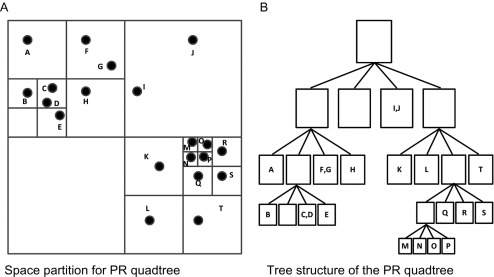 A
B
A
F
G
J
B
C
D
E
H
I
K
M
O
R
N
P
Q
S
L
T
I,J
A
F,G
H
K
L
T
B
C,D
E
Q
R
S
M
N
O
P
Space partition for PR quadtree
Tree structure of the PR quadtree